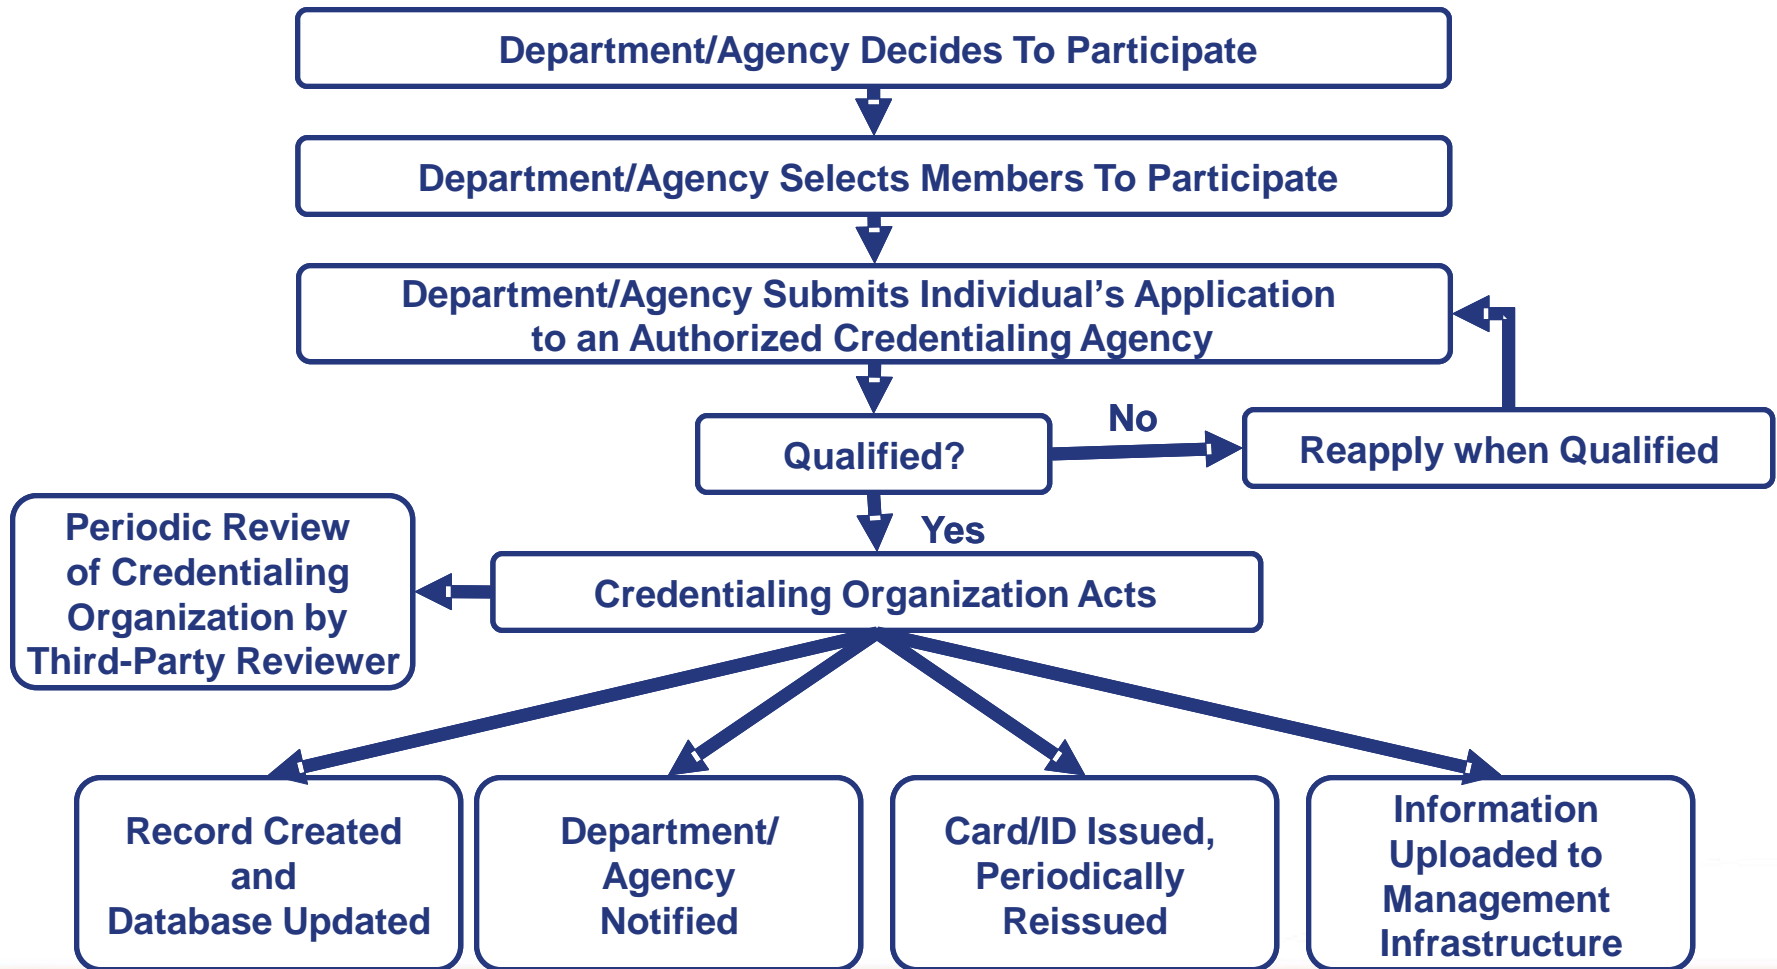 Department/Agency Decides To Participate
Department/Agency Selects Members To Participate
Department/Agency Submits Individual’s Application
to an Authorized Credentialing Agency
No
Qualified?
Reapply when Qualified
Yes
Periodic Review
of Credentialing
Organization by
Third-Party Reviewer
Credentialing Organization Acts
Record Created
and
Database Updated
Department/
Agency
Notified
Card/ID Issued,
Periodically
Reissued
Information
Uploaded to
Management
Infrastructure